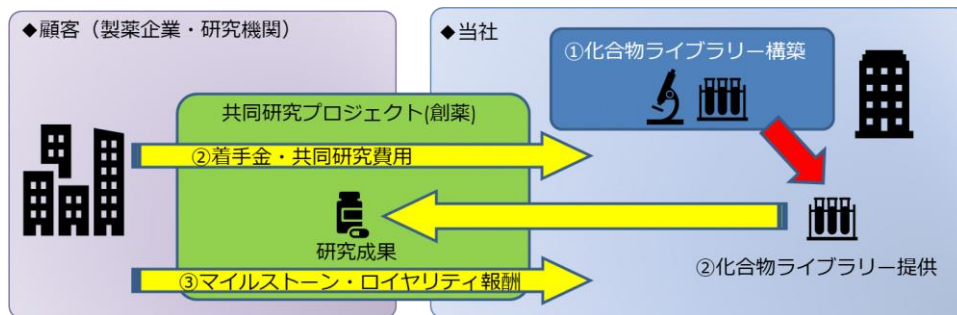 ◆顧客（製薬企業・研究機関）
◆当社
①化合物ライブラリー構築
共同研究プロジェクト(創薬)
②着手金・共同研究費用
研究成果
②化合物ライブラリー提供
③マイルストーン・ロイヤリティ報酬